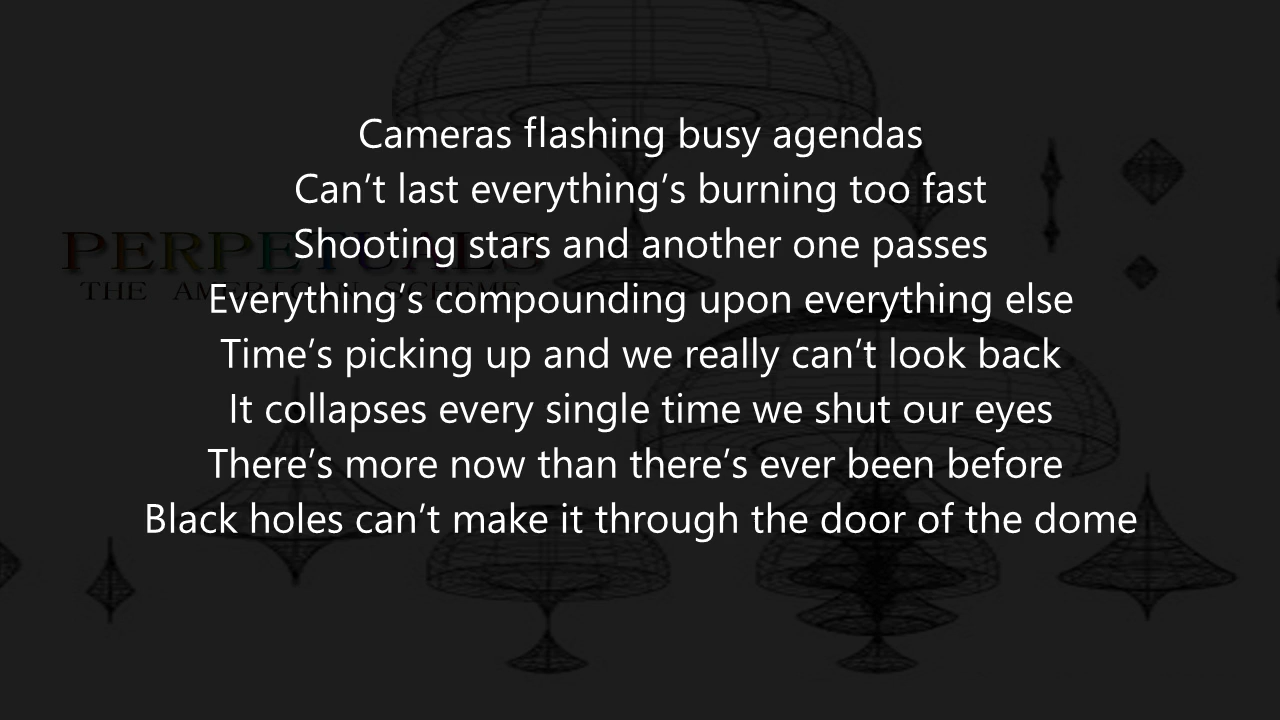 Cameras flashing busy agendas
Can’t last everything’s burning too fast
Shooting stars and another one passes
PERPETUALS
Everything’s compounding upon everything else
THE AMERICAN SCHEME
Time’s picking up and we really can’t look back
It collapses every single time we shut our eyes
There’s more now than there’s ever been before
Black holes can’t make it through the door of the dome